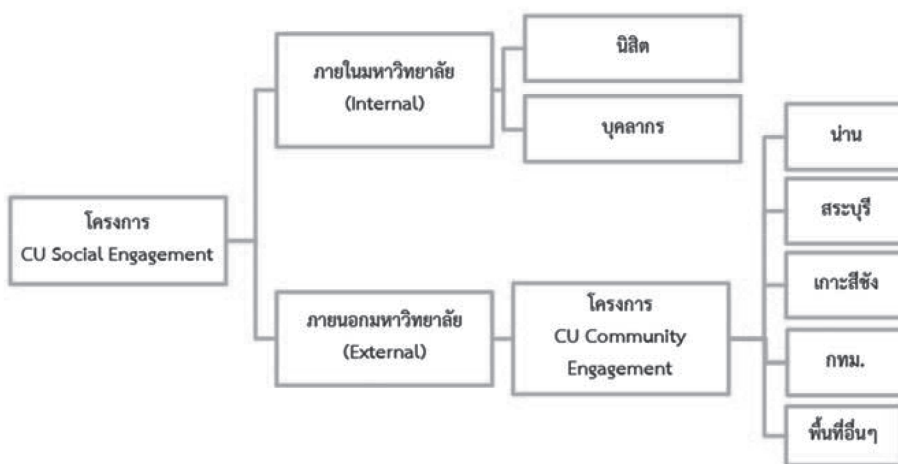 โครงการ
CU Social Engagement
ภายในมหาวิทยาลัย
(Internal)
นิสิต
บุคลากร
ภายนอกมหาวิทยาลัย
(External)
โครงการ
CU Community
Engagement
น่าน
สระบุรี
เกาะสีชัง
กทม.
พื้นที่อื่นๆ